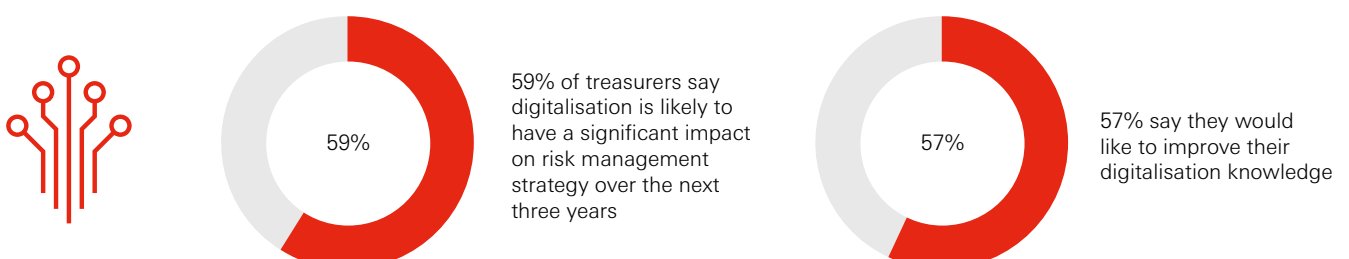 59%
59% of treasurers say
digitalisation is likely to
have a significant impact
on risk management
strategy over the next
three years
57%
57% say they would
like to improve their
digitalisation knowledge